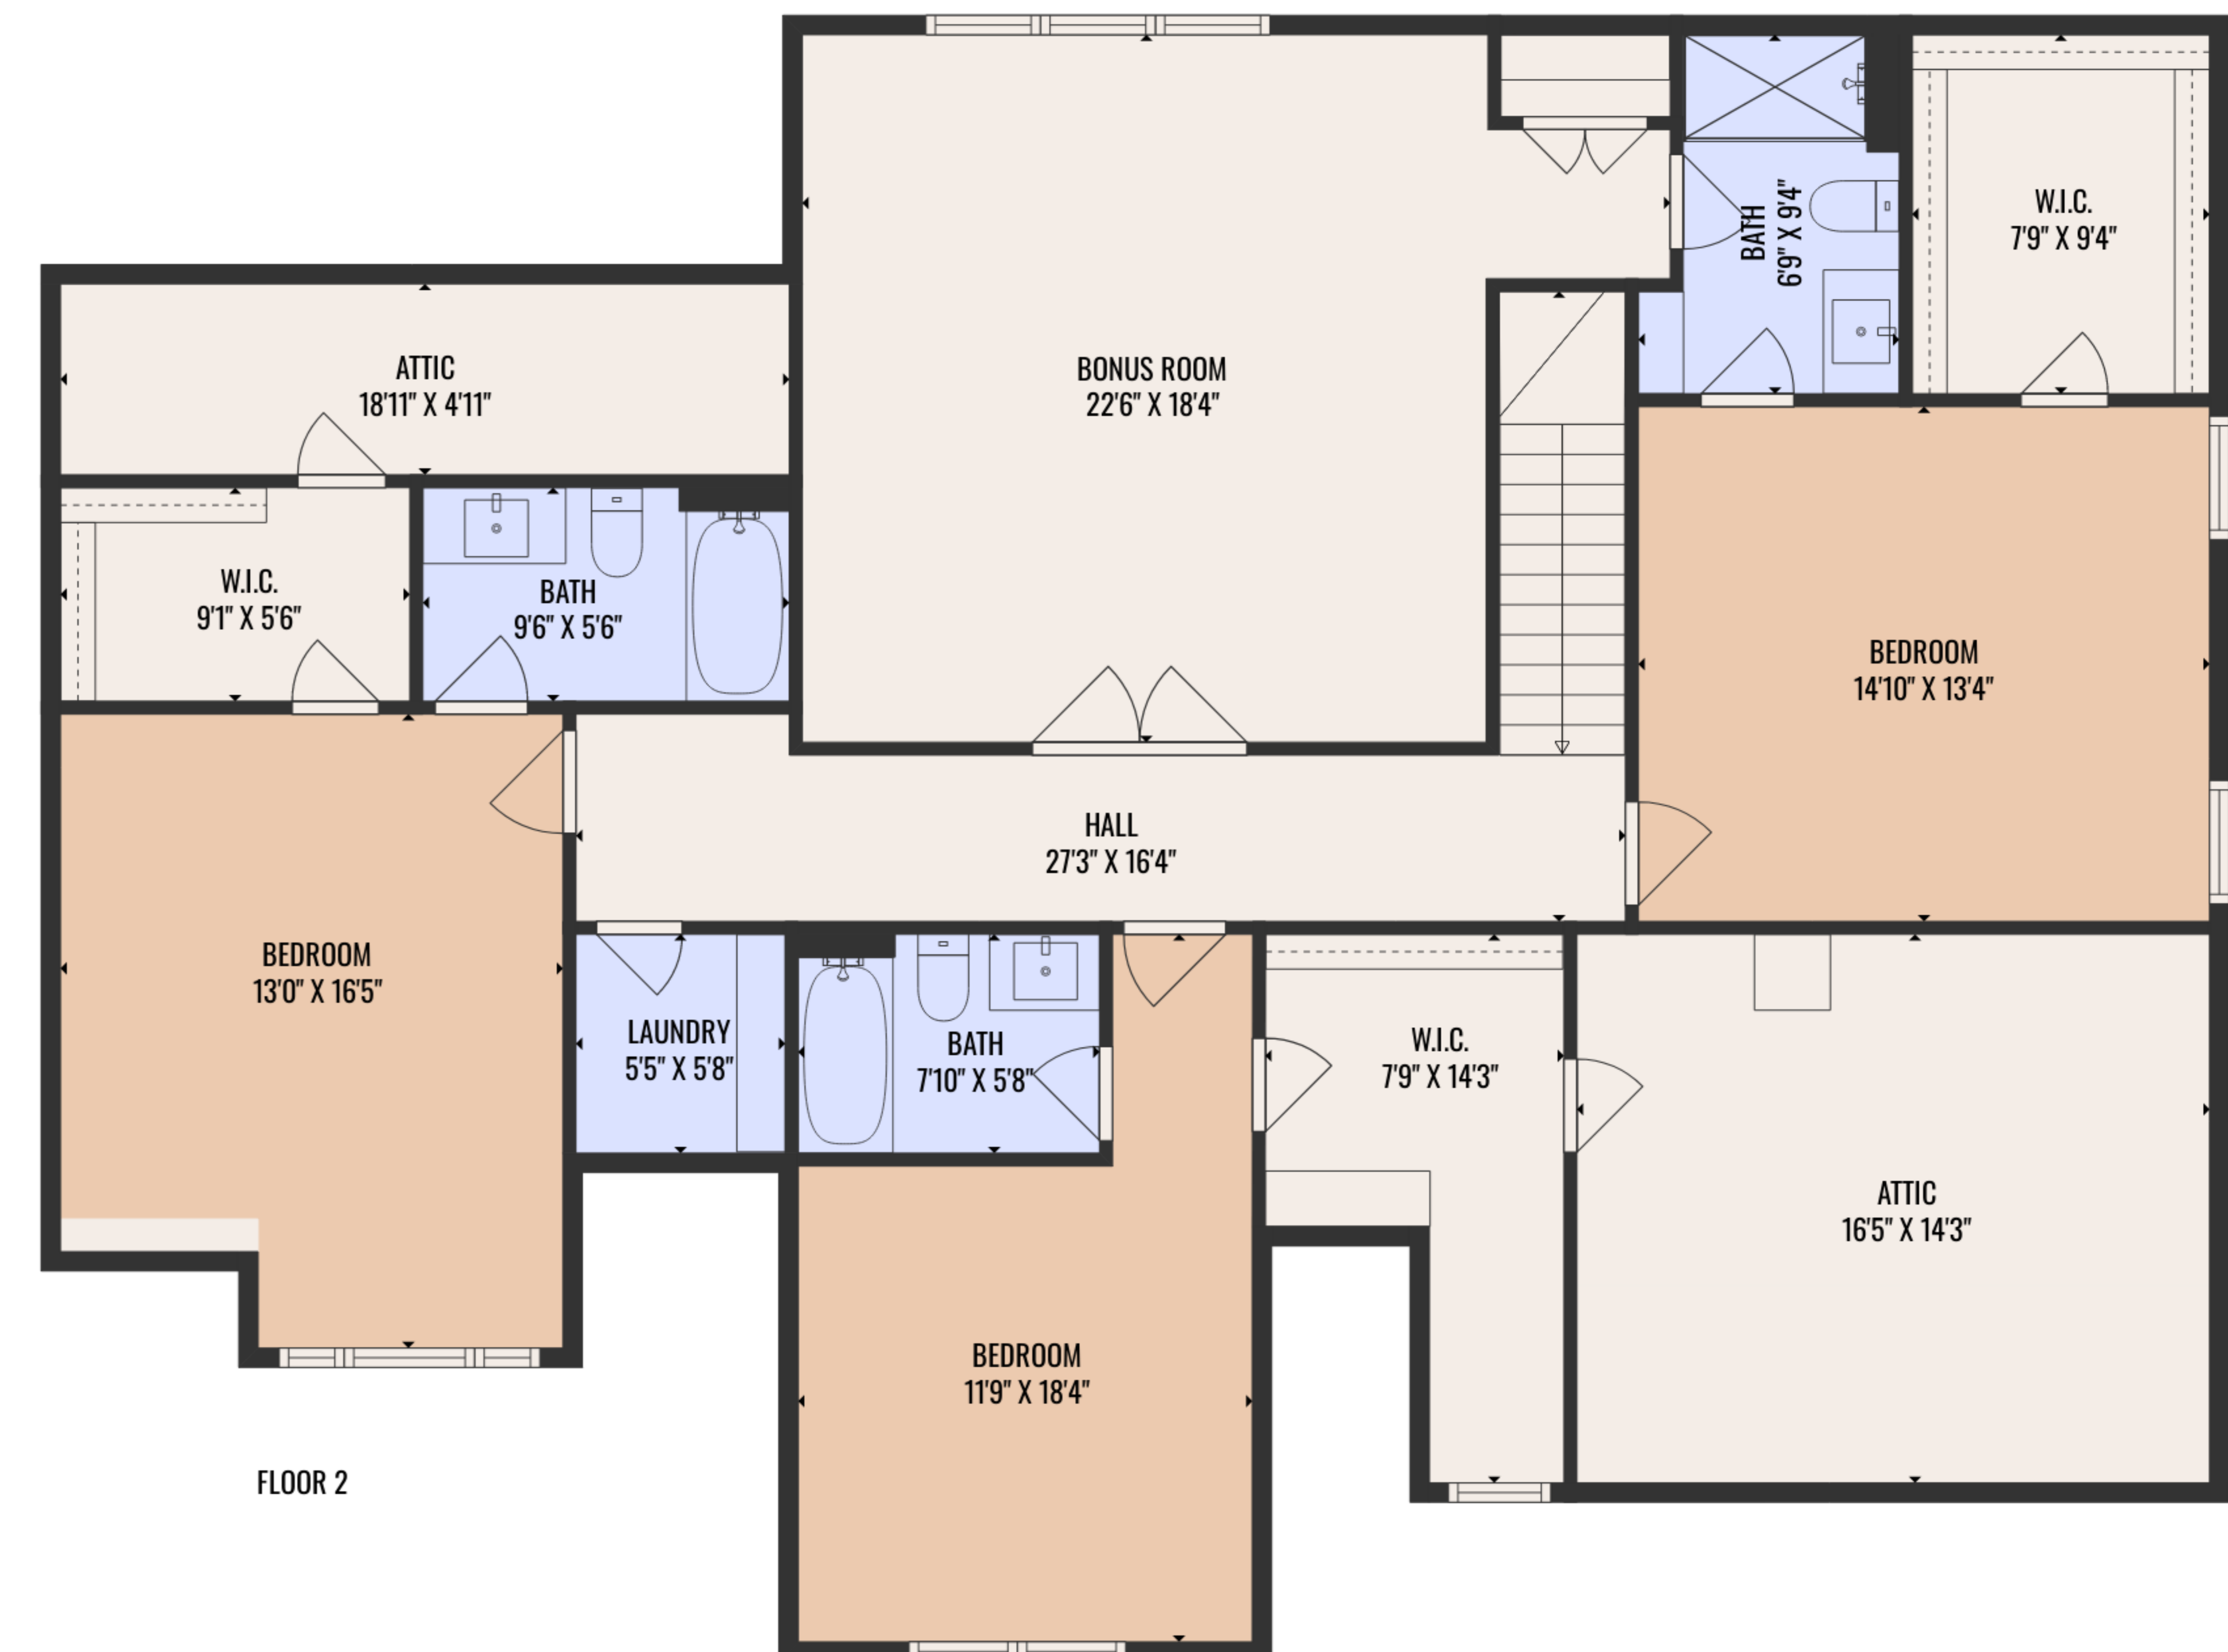 W.I.C.
7'9" X 9'4"
BATH
6'9" X 9'4"
ATTIC
18'11" X 4'11"
BONUS ROOM
22'6" X 18'4"
W.I.C.
9'1" X 5'6"
BATH
9'6" X 5'6"
BEDROOM
14'10" X 13'4"
HALL
27'3" X 16'4"
BEDROOM
13'0" X 16'5"
LAUNDRY
5'5" X 5'8"
BATH
7'10" X 5'8"
W.I.C.
7'9" X 14'3"
ATTIC
16'5" X 14'3"
BEDROOM
11'9" X 18'4"
FLOOR 2